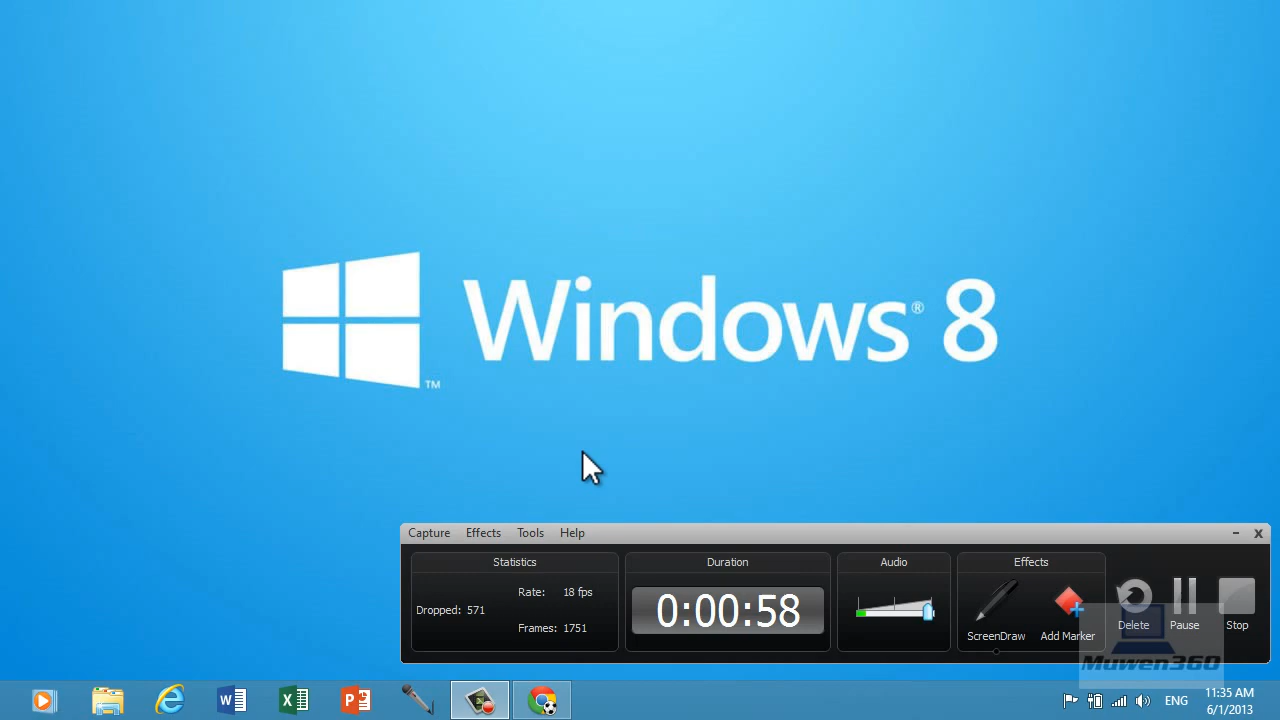 Windows® 8
™
Capture Effects Tools Help
Statistics
Duration
Audio
Effects
Rate: 18 fps
Dropped: 571
Frames: 1751
0:00:58
ScreenDraw
Add Marker
Delete
Pause
Stop
Muwen360
ENG
11:35 AM
6/1/2013